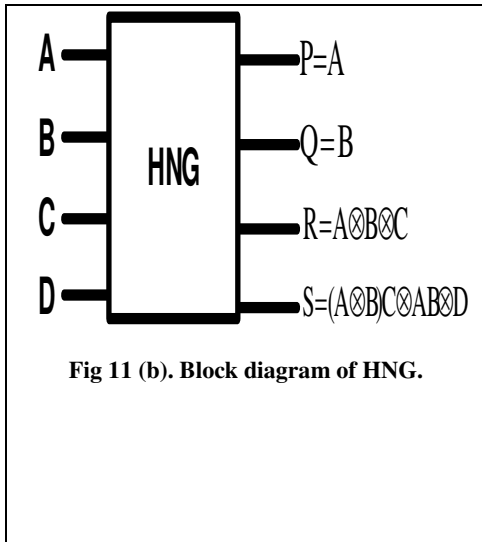 A
P=A
B
Q=B
HNG
C
R=A⊗B⊗C
D
S=(A⊗B)C⊗AB⊗D
Fig 11 (b). Block diagram of HNG.